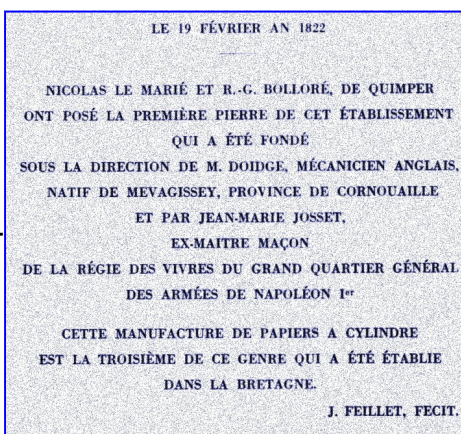 LE 19 FÉVRIER AN 1822
NICOLAS LE MARIÉ ET R.-G. BOLLORÉ, DE QUIMPER
ONT POSÉ LA PREMIÈRE PIERRE DE CET ÉTABLISSEMENT
QUI A ÉTÉ FONDÉ
SOUS LA DIRECTION DE M. DOIDGE, MÉCANICIEN ANGLAIS,
NATIF DE MEVAGISSEY, PROVINCE DE CORNOUAILLE
ET PAR JEAN-MARIE JOSSET,
EX-MAITRE MAÇON
DE LA RÉGIE DES VIVRES DU GRAND QUARTIER GÉNÉRAL
DES ARMÉES DE NAPOLÉON Ier
CETTE MANUFACTURE DE PAPIERS A CYLINDRE
EST LA TROISIÈME DE CE GENRE QUI A ÉTÉ ÉTABLIE
DANS LA BRETAGNE.
J. FEILLET, FECIT.